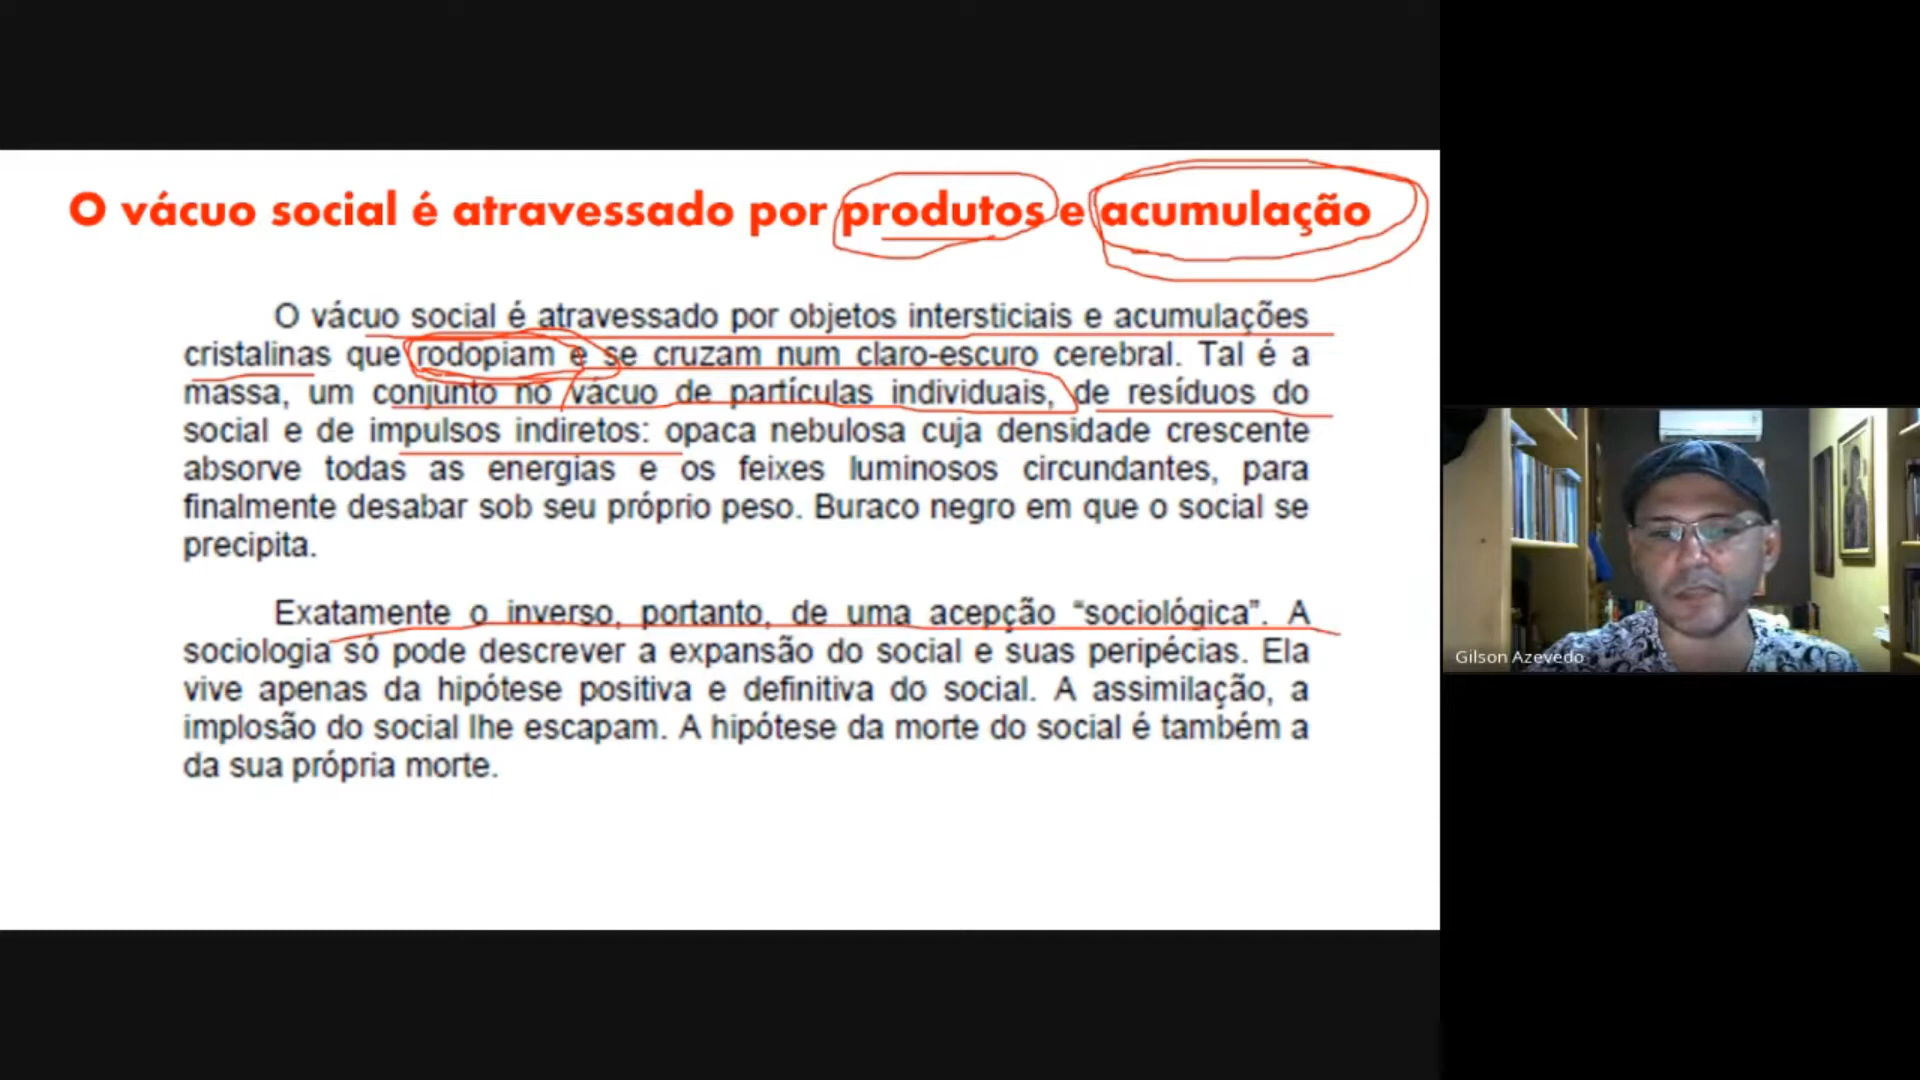 O vácuo social é atravessado por produtos e acumulação
O vácuo social é atravessado por objetos intersticiais e acumulações
cristalinas que rodopiam e se cruzam num claro-escuro cerebral. Tal é a
massa, um conjunto no vácuo de partículas individuais, de resíduos do
social e de impulsos indiretos: opaca nebulosa cuja densidade crescente
absorve todas as energias e os feixes luminosos circundantes, para
finalmente desabar sob seu próprio peso. Buraco negro em que o social se
precipita.
Exatamente o inverso, portanto, de uma acepção “sociológica”. A
sociologia só pode descrever a expansão do social e suas peripécias. Ela
vive apenas da hipótese positiva e definitiva do social. A assimilação, a
implosão do social lhe escapam. A hipótese da morte do social é também a
da sua própria morte.
Gilson Azevedo